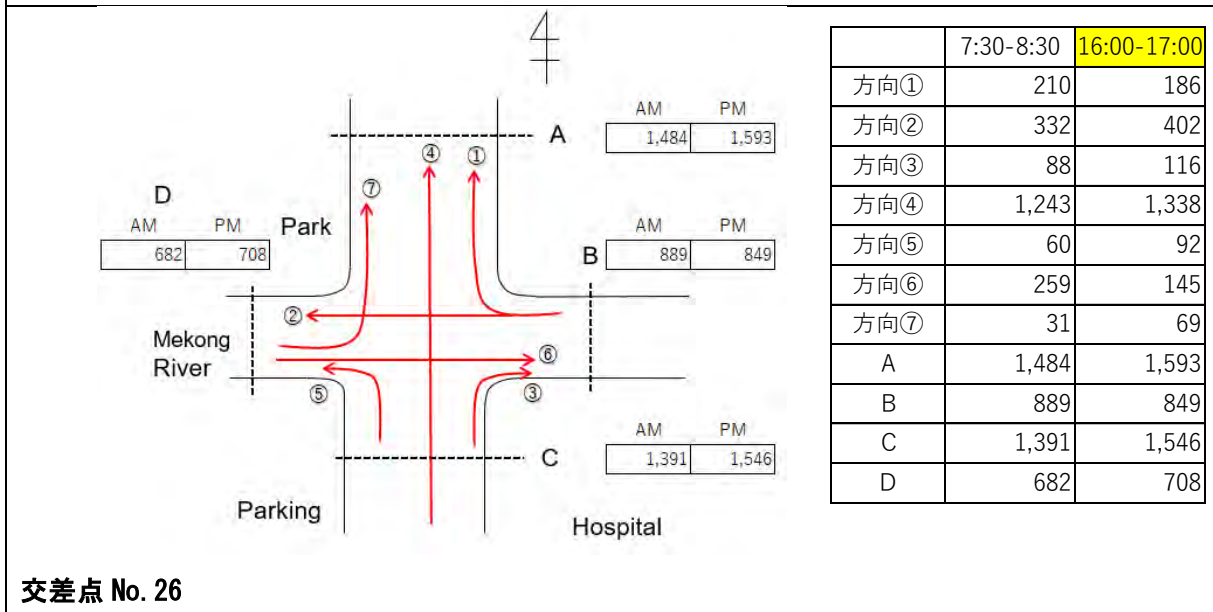 AM PM
A 1,484 1,593
④ ①
⑦
D
AM PM
682 708
Park
AM PM
B 889 849
②
Mekong
River
⑥
⑤ ③
AM PM
C 1,391 1,546
Parking
Hospital
7:30-8:30 16:00-17:00
方向① 210 186
方向② 332 402
方向③ 88 116
方向④ 1,243 1,338
方向⑤ 60 92
方向⑥ 259 145
方向⑦ 31 69
A 1,484 1,593
B 889 849
C 1,391 1,546
D 682 708
交差点 No. 26